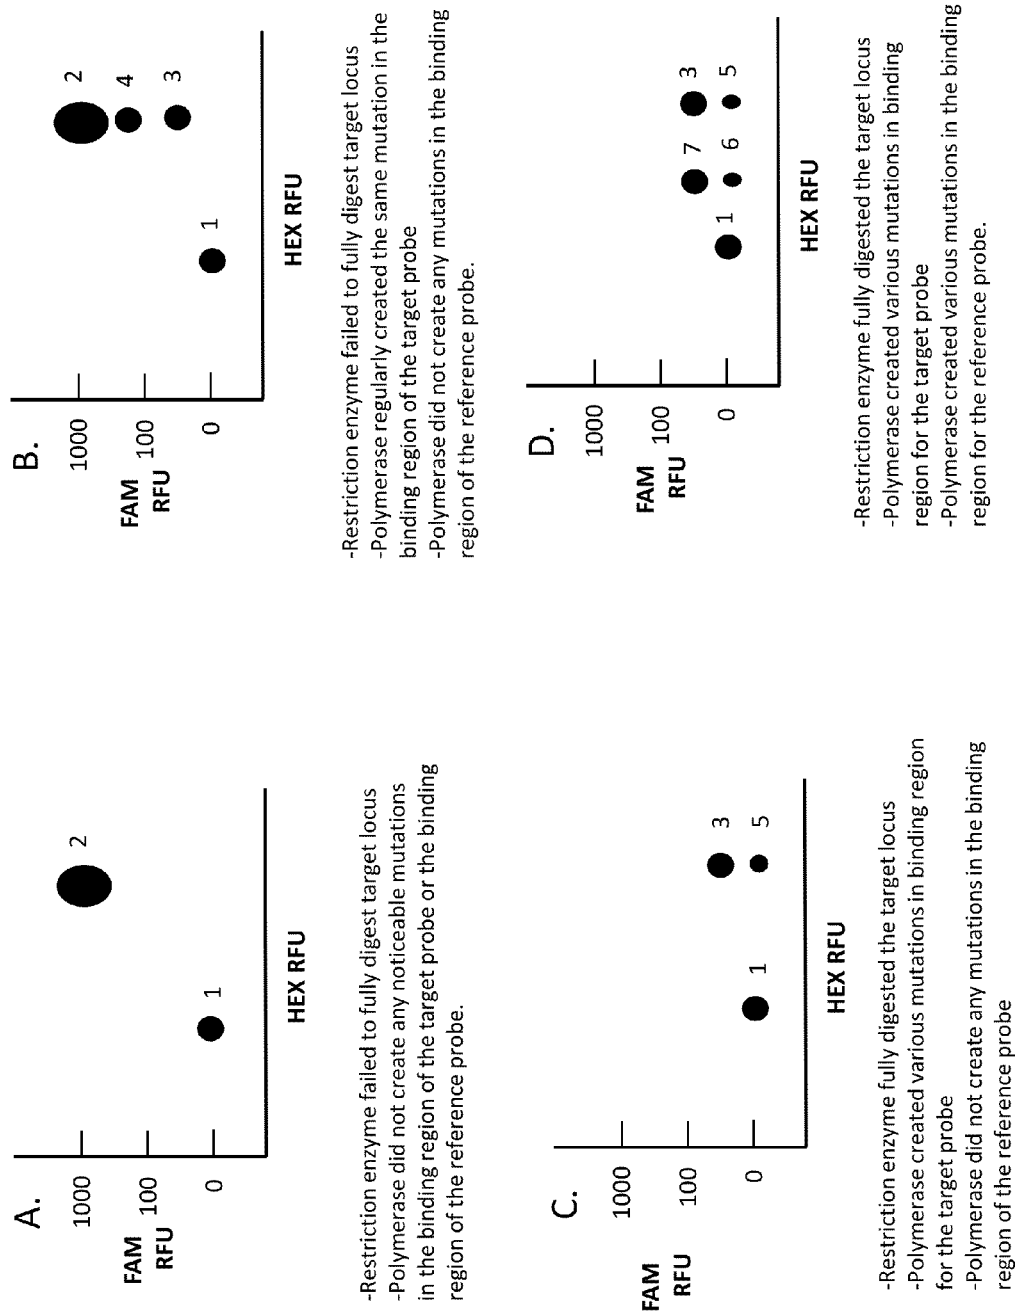 A.
1000
100
0
FAM
RFU
2
1
HEX RFU
-Restriction enzyme failed to fully digest target locus
-Polymerase did not create any noticeable mutations
in the binding region of the target probe or the binding
region of the reference probe.
B.
1000
100
0
FAM
RFU
2
4
3
1
HEX RFU
-Restriction enzyme failed to fully digest target locus
-Polymerase regularly created the same mutation in the
binding region of the target probe
-Polymerase did not create any mutations in the binding
region of the reference probe.
C.
1000
100
0
FAM
RFU
3
5
1
HEX RFU
-Restriction enzyme fully digested the target locus
-Polymerase created various mutations in binding region
for the target probe
-Polymerase did not create any mutations in the binding
region of the reference probe
D.
1000
100
0
FAM
RFU
7
3
6
5
1
HEX RFU
-Restriction enzyme fully digested the target locus
-Polymerase created various mutations in binding
region for the target probe
-Polymerase created various mutations in the binding
region for the reference probe.